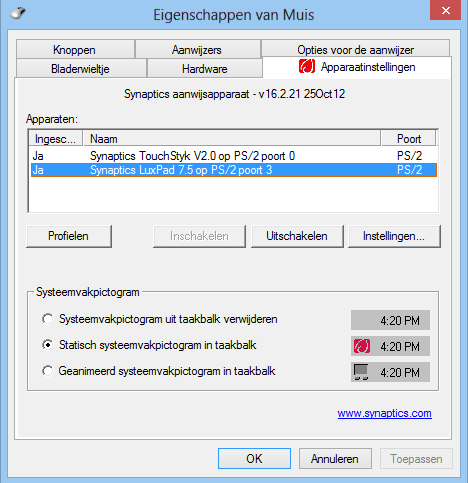 Eigenschappen van Muis
Knoppen Aanwijzers Opties voor de aanwijzer
Bladerwieltje Hardware Apparaatinstellingen
Synaptics aanwijsapparaat - v16.2.21 25Oct12
Apparaten:
Ingesc... Naam Poort
Ja Synaptics TouchStyk V2.0 op PS/2 poort 0 PS/2
Ja Synaptics LuxPad 7.5 op PS/2 poort 3 PS/2
Profielen Inschakelen Uitschakelen Instellingen...
Systeemvakpictogram
Systeemvakpictogram uit taakbalk verwijderen 4:20 PM
Statisch systeemvakpictogram in taakbalk 4:20 PM
Geanimeerd systeemvakpictogram in taakbalk 4:20 PM
www.synaptics.com
OK Annuleren Toepassen